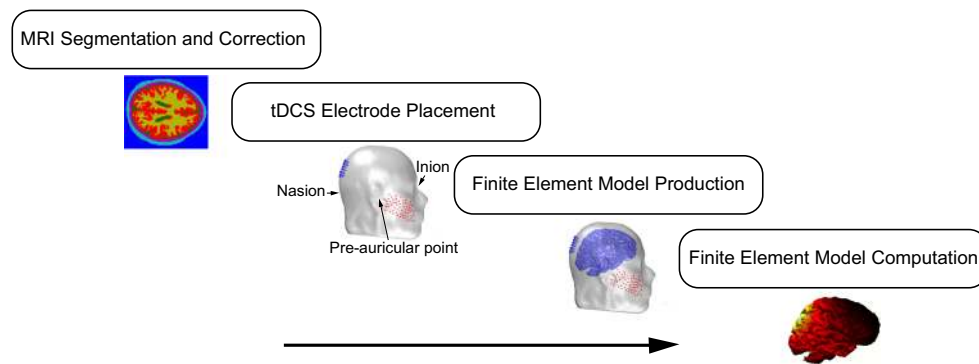 MRI Segmentation and Correction
tDCS Electrode Placement
Inion
Nasion
Pre-auricular point
Finite Element Model Production
Finite Element Model Computation